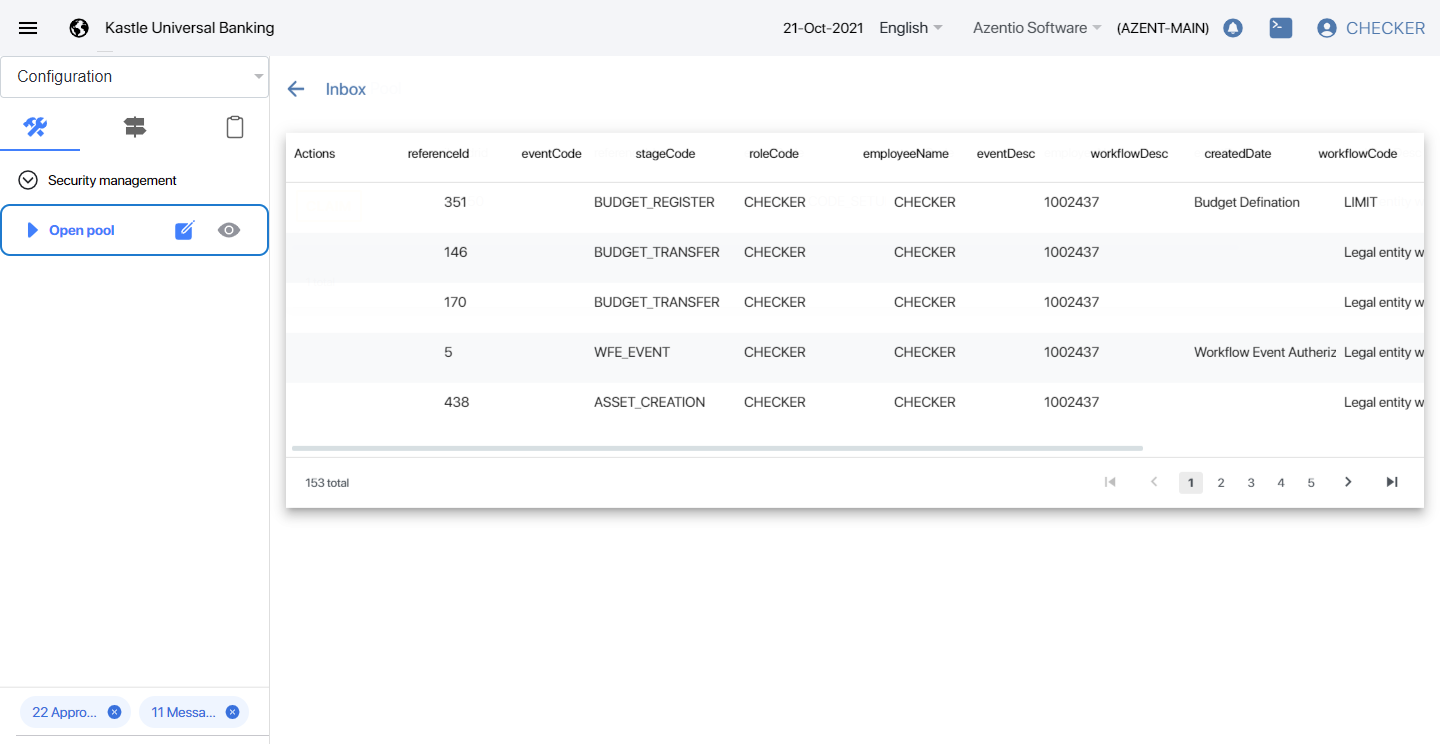 Kastle Universal Banking
21-Oct-2021 English Azentio Software (AZENT-MAIN) CHECKER
Configuration
Security management
Open pool
22 Appro... 11 Messa...
Inbox
Actions referenceId eventCode stageCode roleCode employeeName eventDesc workflowDesc createdDate workflowCode
351 BUDGET_REGISTER CHECKER CHECKER 1002437 Budget Defination LIMIT
146 BUDGET_TRANSFER CHECKER CHECKER 1002437 Legal entity w
170 BUDGET_TRANSFER CHECKER CHECKER 1002437 Legal entity w
5 WFE_EVENT CHECKER CHECKER 1002437 Workflow Event Autheriz Legal entity w
438 ASSET_CREATION CHECKER CHECKER 1002437 Legal entity w
153 total 1 2 3 4 5